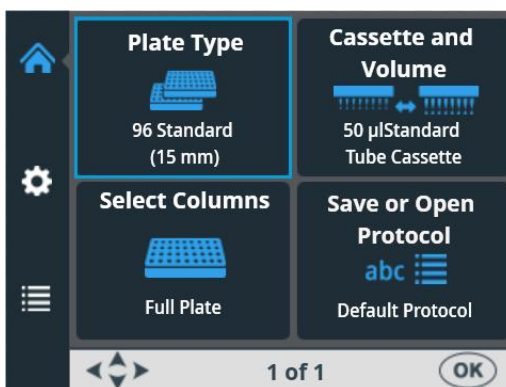 Plate Type
96 Standard
(15 mm)
Cassette and
Volume
50 µlStandard
Tube Cassette
Select Columns
Full Plate
Save or Open
Protocol
abc
Default Protocol
1 of 1
OK